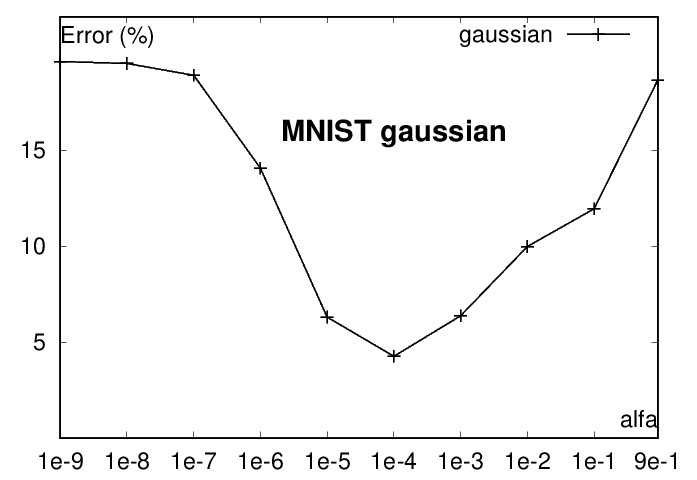 Error (%)
gaussian
MNIST gaussian
15
10
5
alfa
1e-9 1e-8 1e-7 1e-6 1e-5 1e-4 1e-3 1e-2 1e-1 9e-1